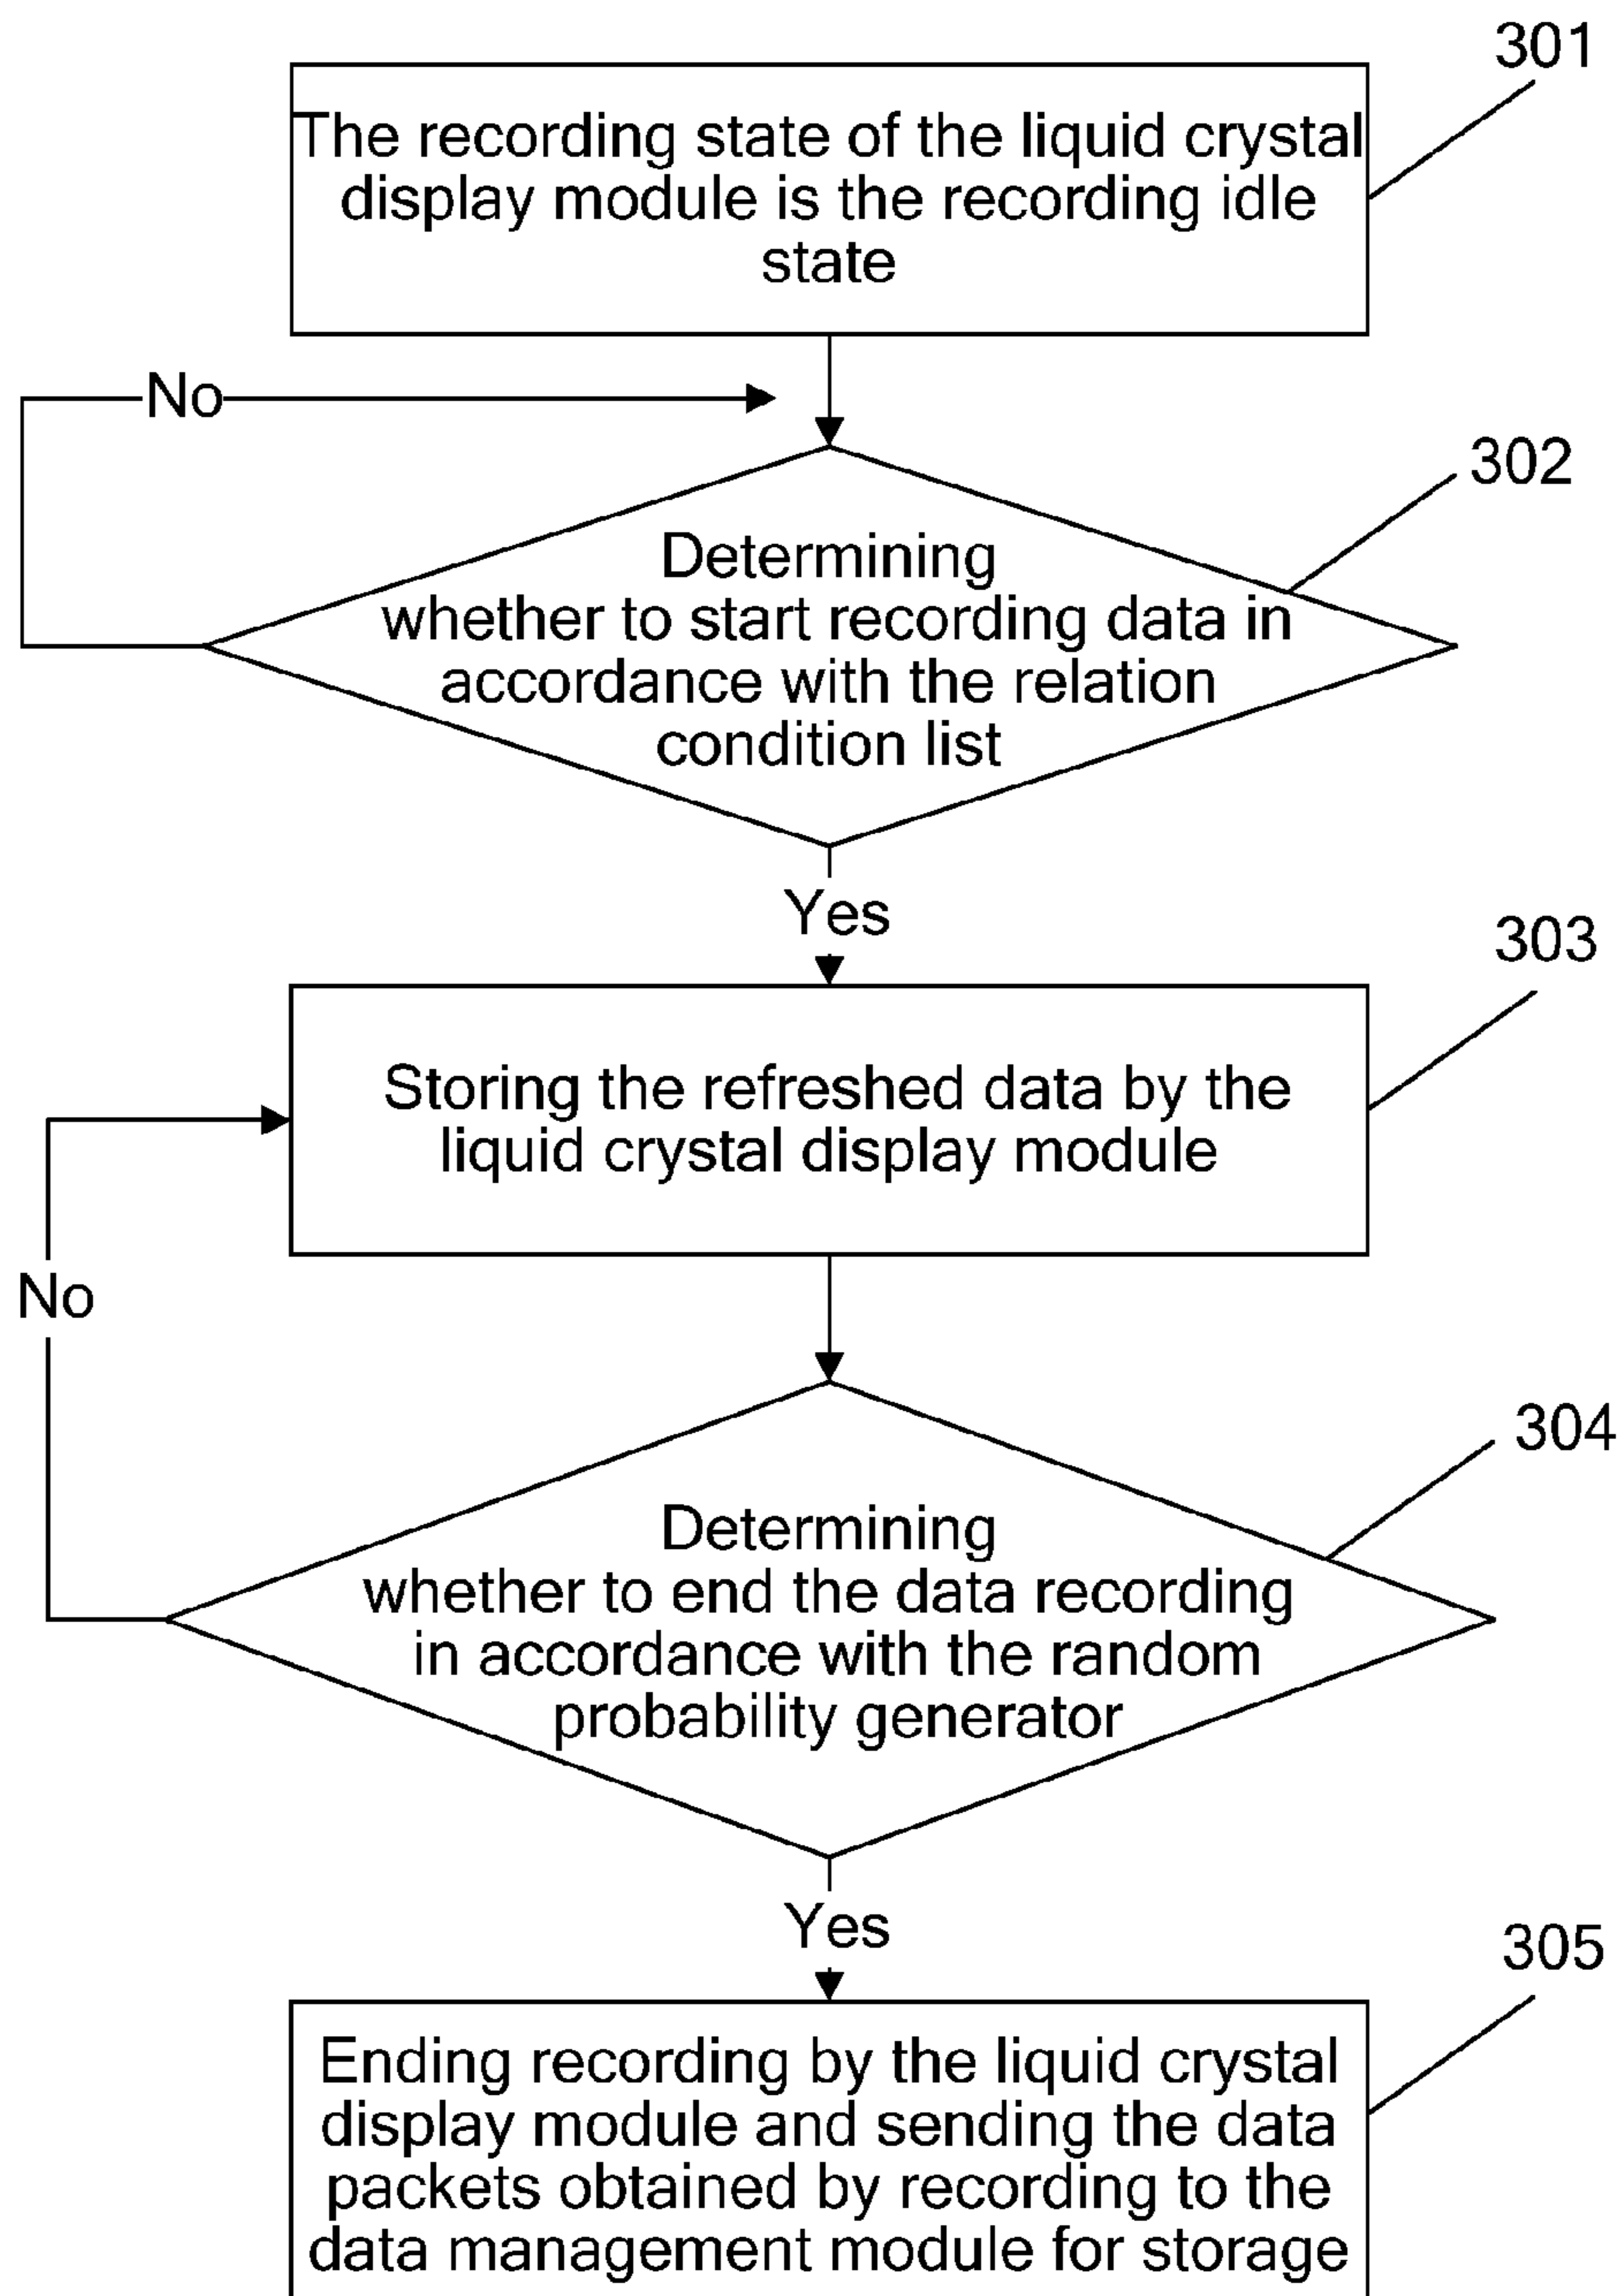 301
The recording state of the liquid crystal
display module is the recording idle
state
No
302
Determining
whether to start recording data in
accordance with the relation
condition list
Yes
303
Storing the refreshed data by the
liquid crystal display module
No
304
Determining
whether to end the data recording
in accordance with the random
probability generator
Yes
305
Ending recording by the liquid crystal
display module and sending the data
packets obtained by recording to the
data management module for storage